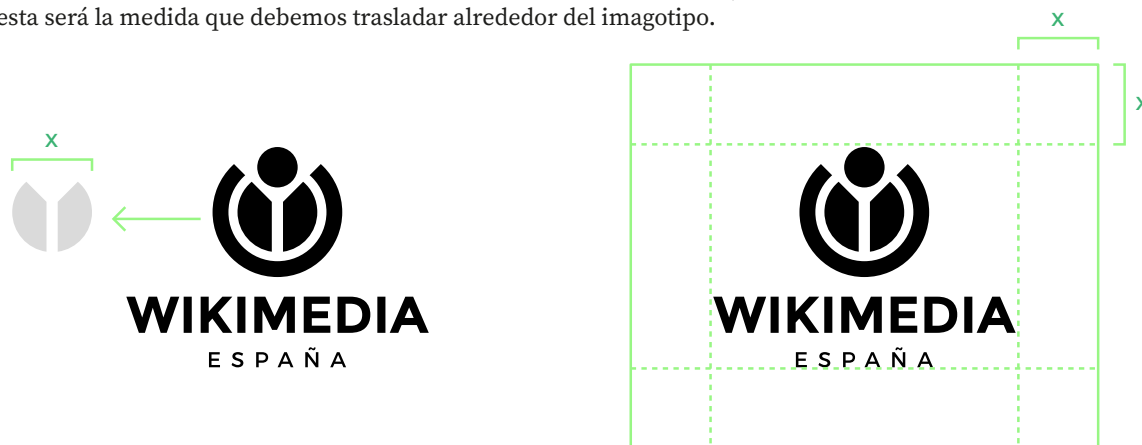 esta será la medida que debemos trasladar alrededor del imagotipo.
x
x
x
WIKIMEDIA
ESPAÑA
WIKIMEDIA
ESPAÑA